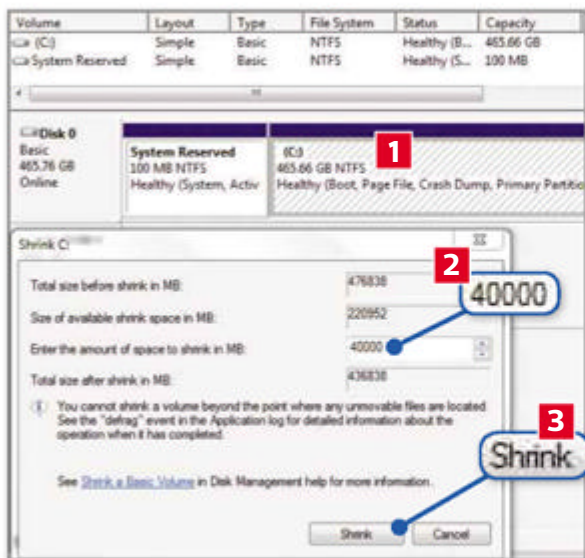 Volume Layout Type File System Status Capacity
(C:) Simple Basic NTFS Healthy (B... 465.66 GB
System Reserved Simple Basic NTFS Healthy (S... 100 MB
Disk 0
Basic
465.76 GB
Online
System Reserved
100 MB NTFS
Healthy (System, Activ
(C:)
465.66 GB NTFS
Healthy (Boot, Page File, Crash Dump, Primary Partitio
1
Shrink C:
Total size before shrink in MB: 476838
2
40000
Size of available shrink space in MB: 220952
Enter the amount of space to shrink in MB: 40000
Total size after shrink in MB: 436838
You cannot shrink a volume beyond the point where any unmovable files are located.
See the "defrag" event in the Application log for detailed information about the
operation when it has completed.
3
Shrink
See Shrink a Basic Volume in Disk Management help for more information.
Shrink Cancel